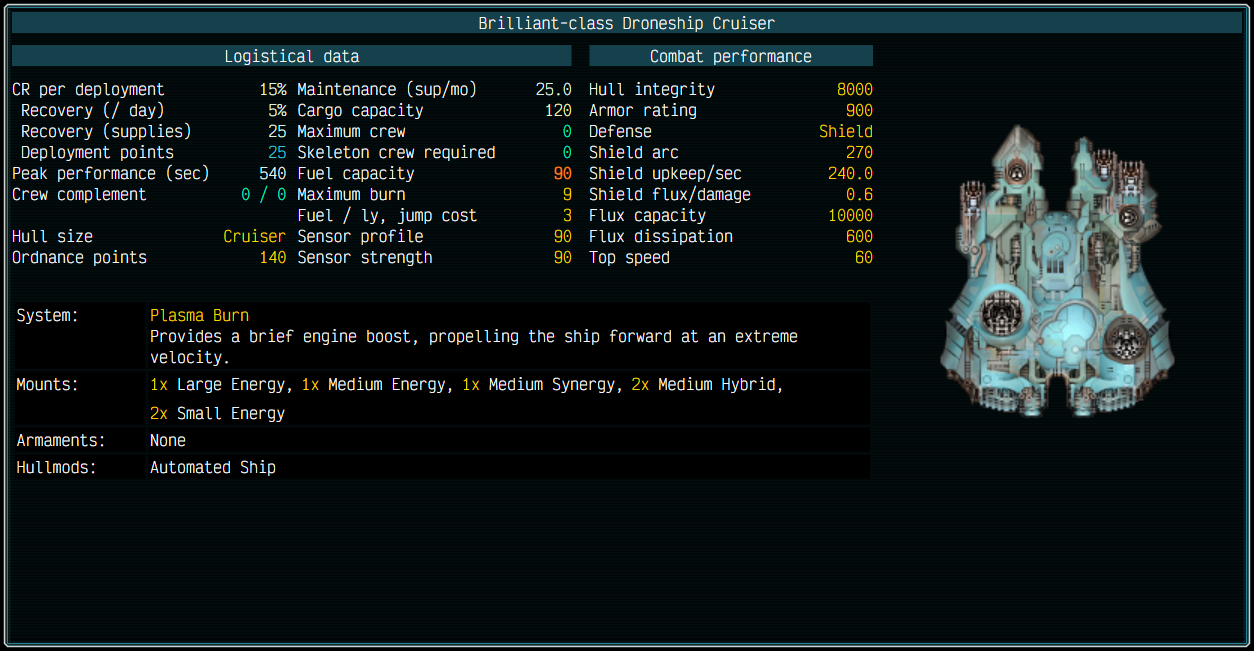 Brilliant-class Droneship Cruiser
Logistical data Combat performance
CR per deployment 15% Maintenance (sup/mo) 25.0 Hull integrity 8000
Recovery (/ day) 5% Cargo capacity 120 Armor rating 900
Recovery (supplies) 25 Maximum crew 0 Defense Shield
Deployment points 25 Skeleton crew required 0 Shield arc 270
Peak performance (sec) 540 Fuel capacity 90 Shield upkeep/sec 240.0
Crew complement 0 / 0 Maximum burn 9 Shield flux/damage 0.6
Fuel / ly, jump cost 3 Flux capacity 10000
Hull size Cruiser Sensor profile 90 Flux dissipation 600
Ordnance points 140 Sensor strength 90 Top speed 60
System: Plasma Burn
Provides a brief engine boost, propelling the ship forward at an extreme
velocity.
Mounts: 1x Large Energy, 1x Medium Energy, 1x Medium Synergy, 2x Medium Hybrid,
2x Small Energy
Armaments: None
Hullmods: Automated Ship